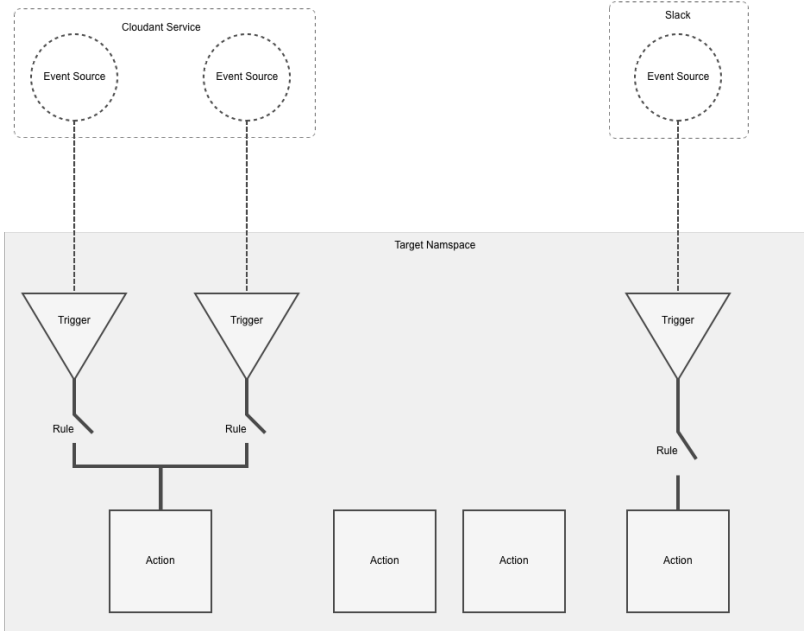 Cloudant Service
Slack
Event Source
Event Source
Event Source
Target Namspace
Trigger
Trigger
Trigger
Rule
Rule
Rule
Action
Action
Action
Action